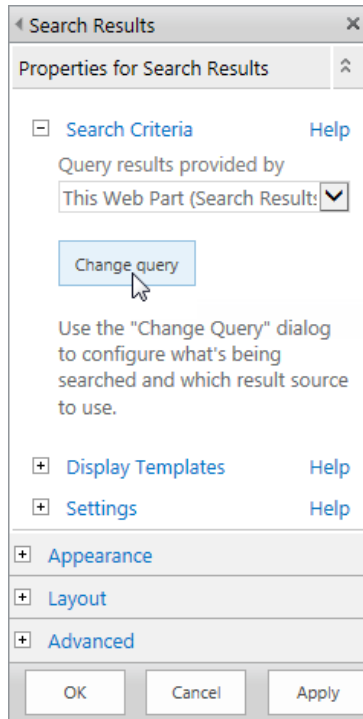 Search Results
Properties for Search Results
Search Criteria Help
Query results provided by
This Web Part (Search Results
Change query
Use the "Change Query" dialog
to configure what's being
searched and which result source
to use.
Display Templates Help
Settings Help
Appearance
Layout
Advanced
OK Cancel Apply